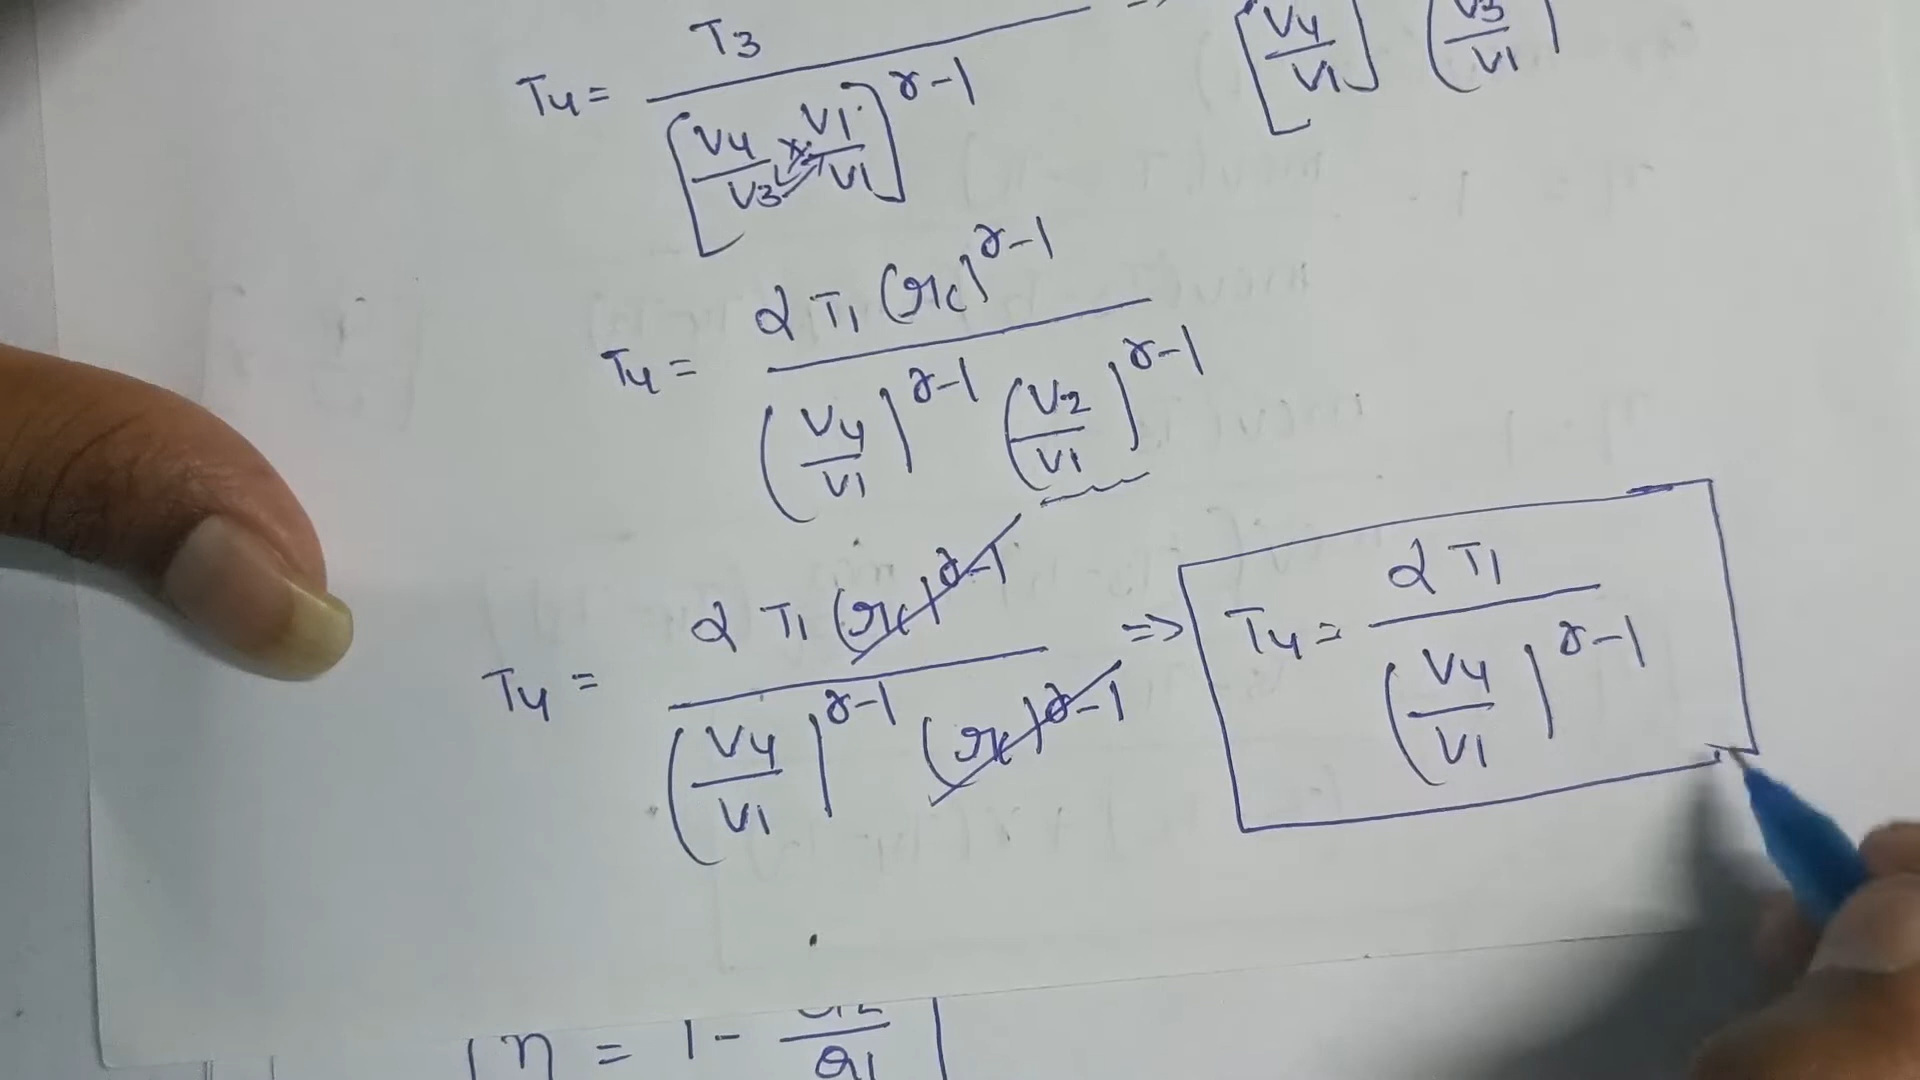 T4 = T3 / [V4/V3 × V1/V1]^γ-1 ⇒ [V4/V1] (V3/V1)
T4 = α T1 (rc)^γ-1 / (V4/V1)^γ-1 (V2/V1)^γ-1
T4 = α T1 (rc)^γ-1 / (V4/V1)^γ-1 (rc)^γ-1 ⇒ T4 = α T1 / (V4/V1)^γ-1
η = 1 - Q2/Q1